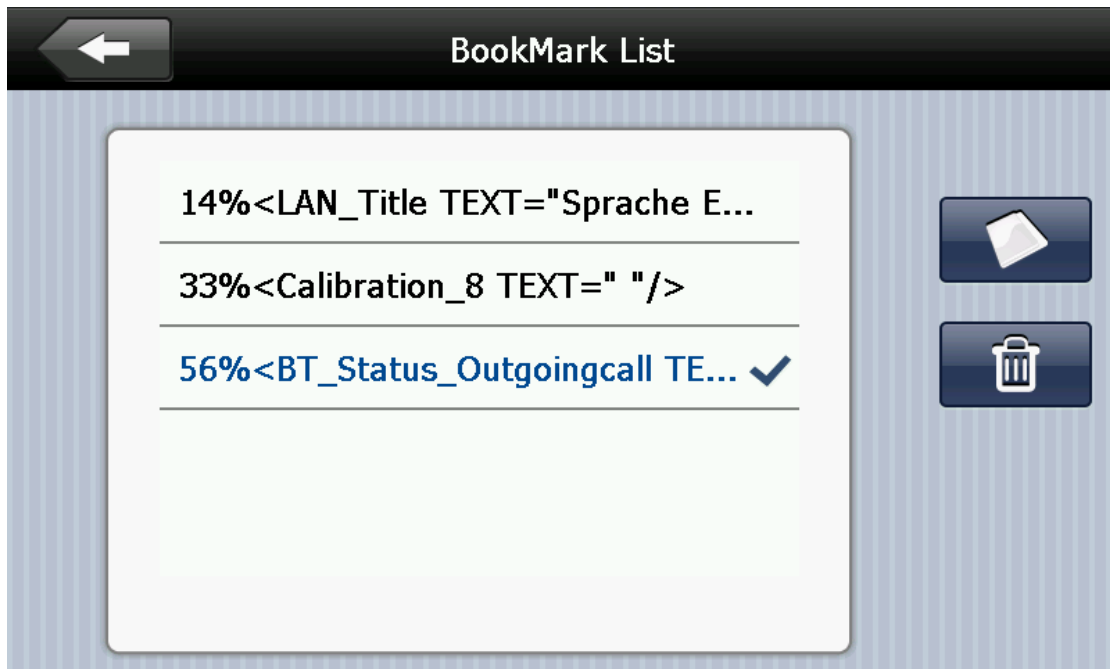 BookMark List
14%<LAN_Title TEXT="Sprache E...
33%<Calibration_8 TEXT=" "/>
56%<BT_Status_Outgoingcall TE...